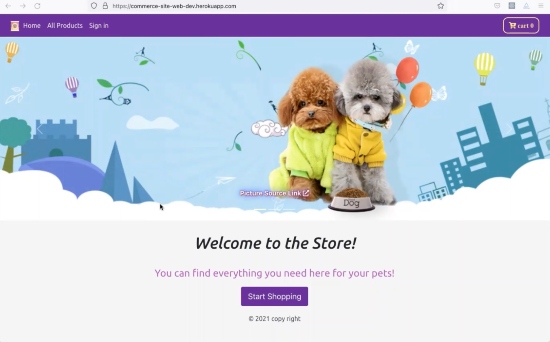 https://commerce-site-web-dev.herokuapp.com
Home All Products Sign in cart 0
Picture Source Link
Dog
Welcome to the Store!
You can find everything you need here for your pets!
Start Shopping
© 2021 copy right